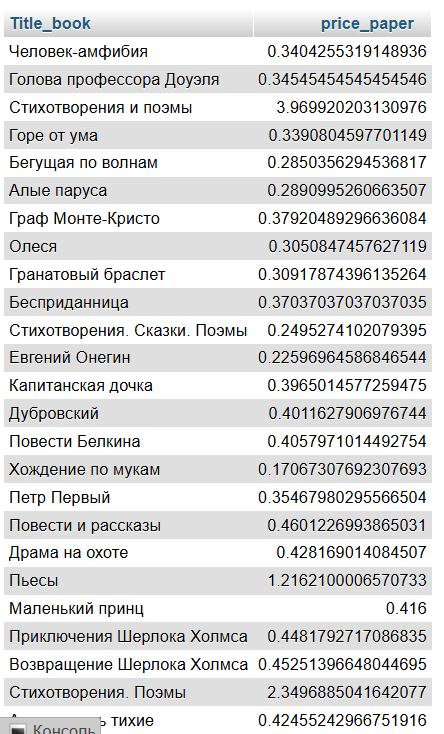 Title_book price_paper
Человек-амфибия 0.3404255319148936
Голова профессора Доуэля 0.34545454545454546
Стихотворения и поэмы 3.969920203130976
Горе от ума 0.3390804597701149
Бегущая по волнам 0.2850356294536817
Алые паруса 0.2890995260663507
Граф Монте-Кристо 0.37920489296636084
Олеся 0.3050847457627119
Гранатовый браслет 0.30917874396135264
Бесприданница 0.37037037037037035
Стихотворения. Сказки. Поэмы 0.2495274102079395
Евгений Онегин 0.22596964586846544
Капитанская дочка 0.3965014577259475
Дубровский 0.4011627906976744
Повести Белкина 0.4057971014492754
Хождение по мукам 0.17067307692307693
Петр Первый 0.35467980295566504
Повести и рассказы 0.4601226993865031
Драма на охоте 0.428169014084507
Пьесы 1.2162100006570733
Маленький принц 0.416
Приключения Шерлока Холмса 0.4481792717086835
Возвращение Шерлока Холмса 0.45251396648044695
Стихотворения. Поэмы 2.3496885041642077
тихие 0.42455242966751916
Консоль